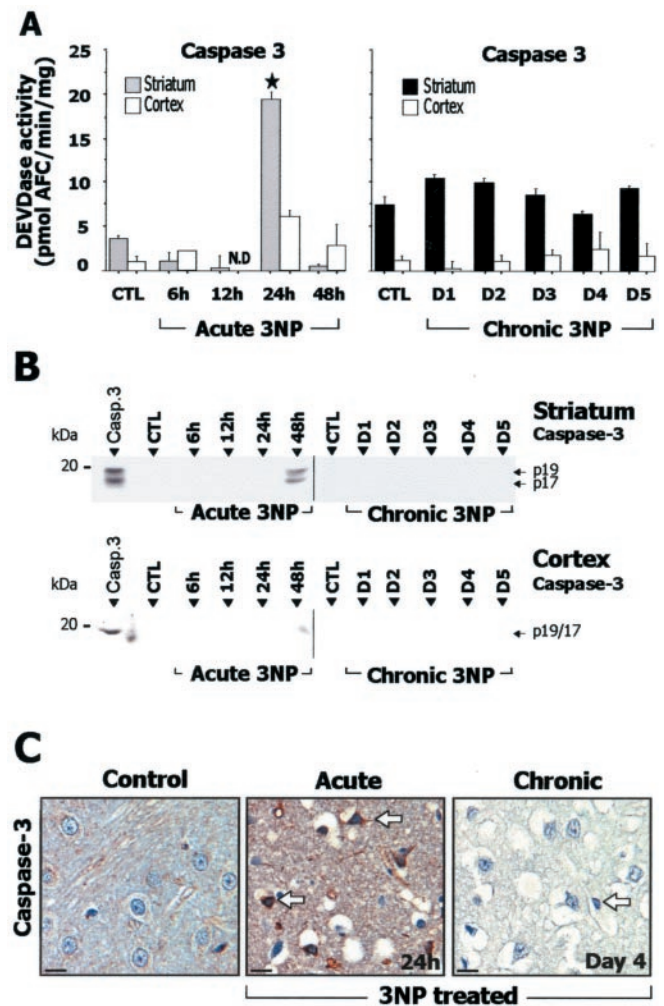 A
Caspase 3
Caspase 3
DEVDase activity
(pmol AFC/min/mg)
25
20
15
10
5
0
Striatum
Cortex
★
N.D
CTL 6h 12h 24h 48h
Acute 3NP
Striatum
Cortex
CTL D1 D2 D3 D4 D5
Chronic 3NP
B
kDa
Casp.3 CTL 6h 12h 24h 48h CTL D1 D2 D3 D4 D5
Striatum
Caspase-3
20
p19
p17
Acute 3NP
Chronic 3NP
kDa
Casp.3 CTL 6h 12h 24h 48h CTL D1 D2 D3 D4 D5
Cortex
Caspase-3
20
p19/17
Acute 3NP
Chronic 3NP
C
Control Acute Chronic
Caspase-3
24h
Day 4
3NP treated